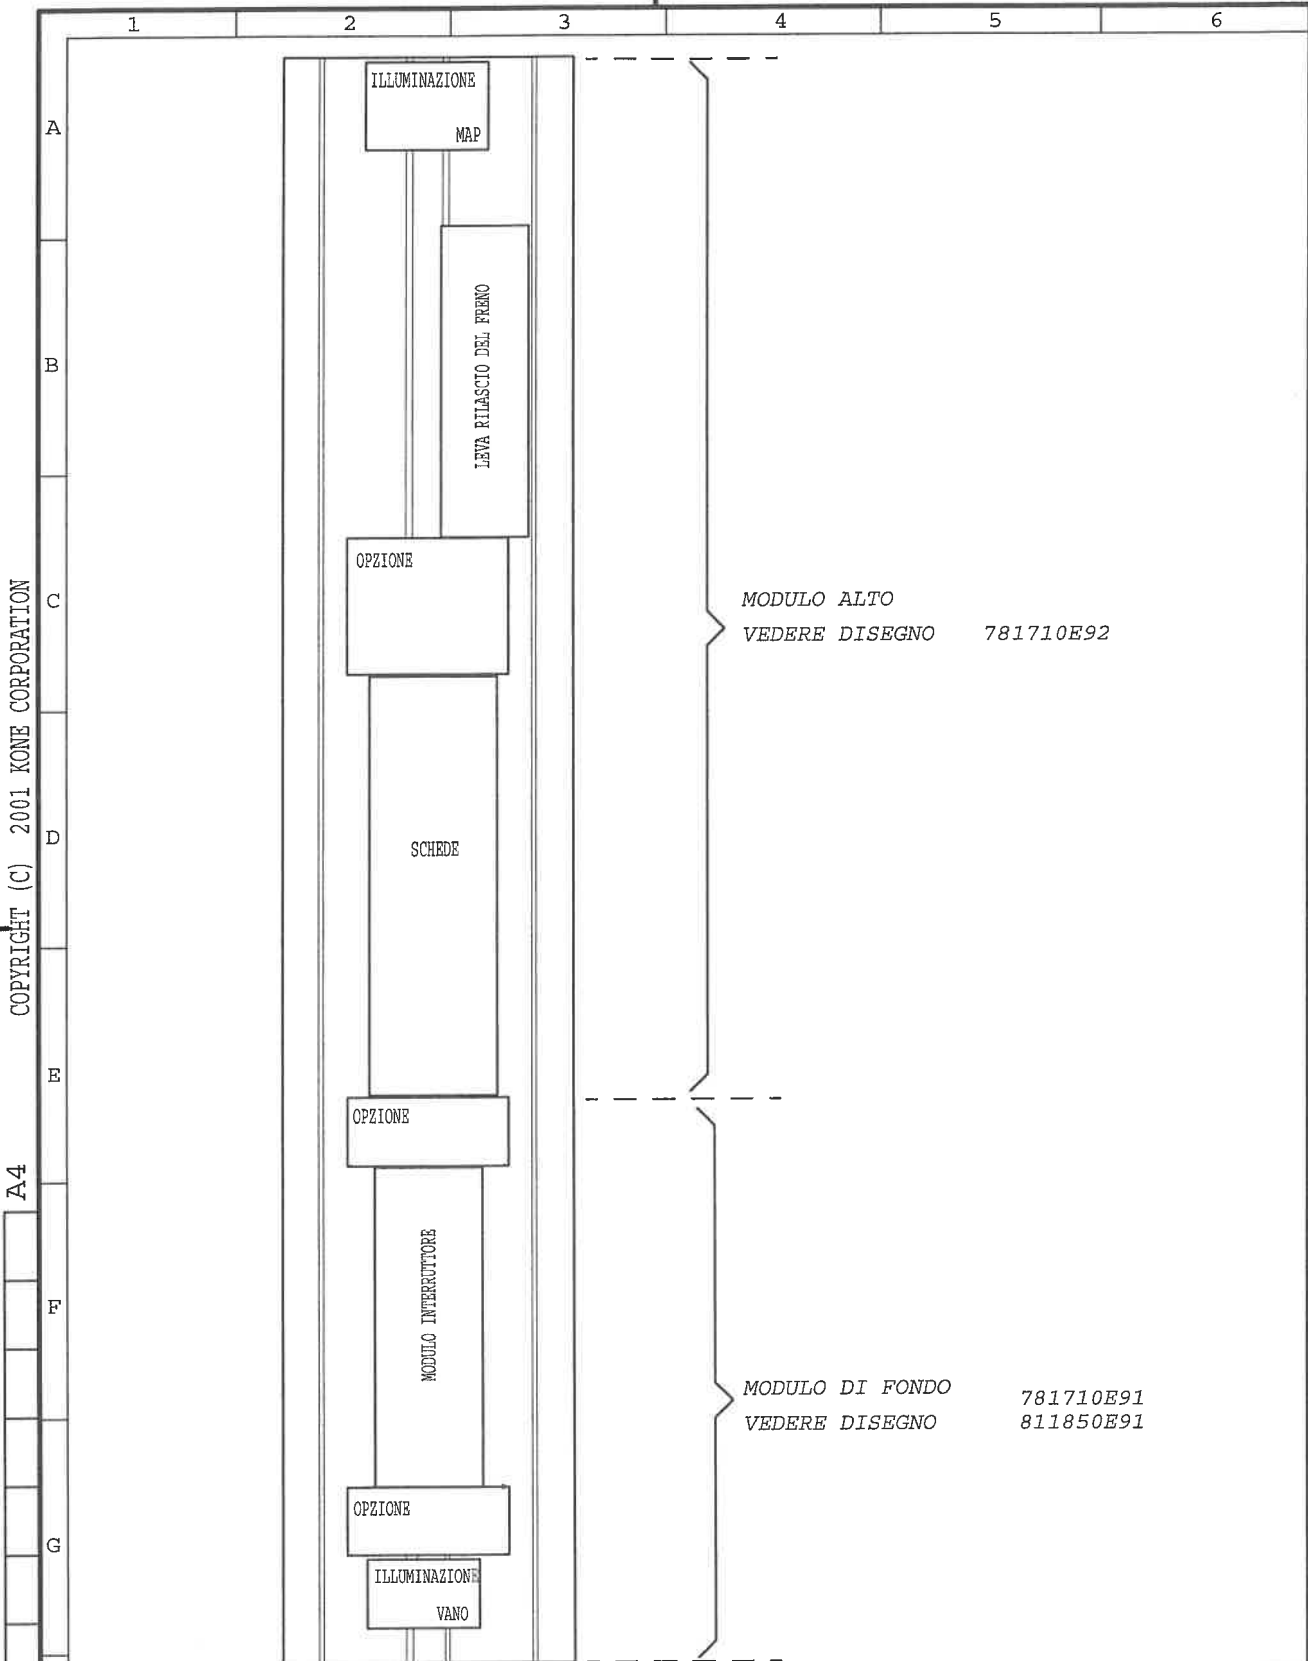 1 2 3 4 5 6
A
B
C
D
E
F
G
ILLUMINAZIONE
MAP
LEVA RILASCIO DEL FRENO
OPZIONE
MODULO ALTO
VEDERE DISEGNO 781710E92
SCHEDE
OPZIONE
MODULO INTERRUTTORE
MODULO DI FONDO 781710E91
VEDERE DISEGNO 811850E91
OPZIONE
ILLUMINAZIONE
VANO
COPYRIGHT (C) 2001 KONE CORPORATION
A4